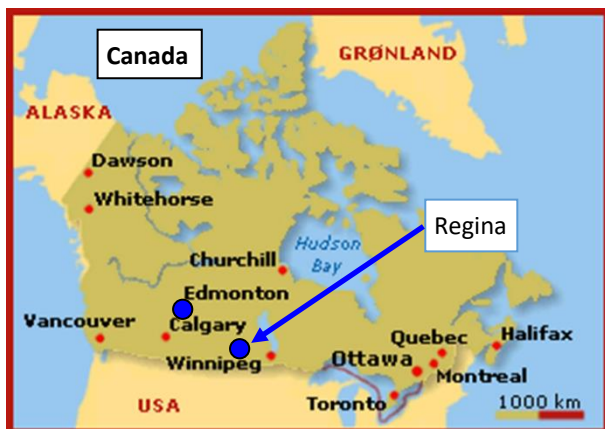 Canada
GRØNLAND
ALASKA
Dawson
Whitehorse
Regina
Hudson
Bay
Churchill
Edmonton
Vancouver
Calgary
Quebec
Halifax
Winnipeg
Ottawa
Montreal
USA
Toronto
1000 km